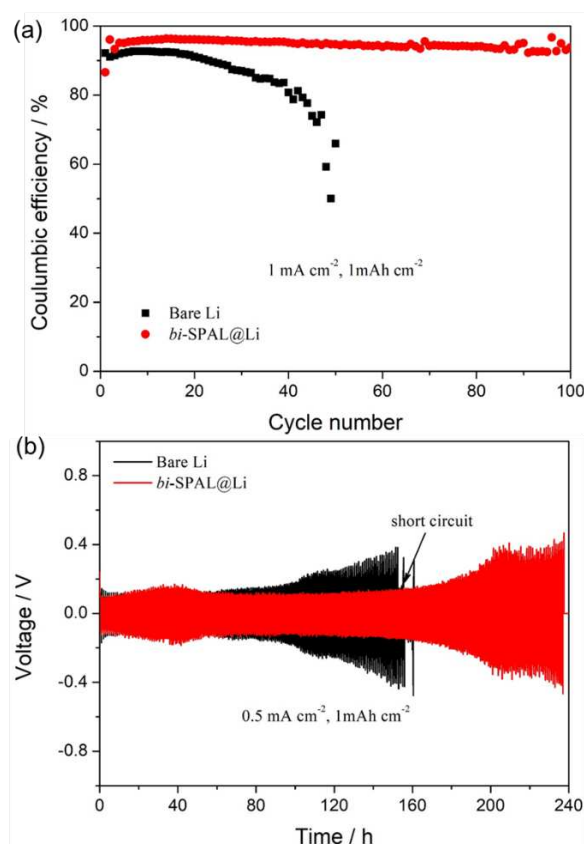 (a)
100
80
60
40
20
0
Coulumbic efficiency / %
1 mA cm⁻², 1mAh cm⁻²
Bare Li
bi-SPAL@Li
0 20 40 60 80 100
Cycle number
(b)
0.8
0.4
0.0
-0.4
-0.8
Voltage / V
Bare Li
bi-SPAL@Li
short circuit
0.5 mA cm⁻², 1mAh cm⁻²
0 40 80 120 160 200 240
Time / h